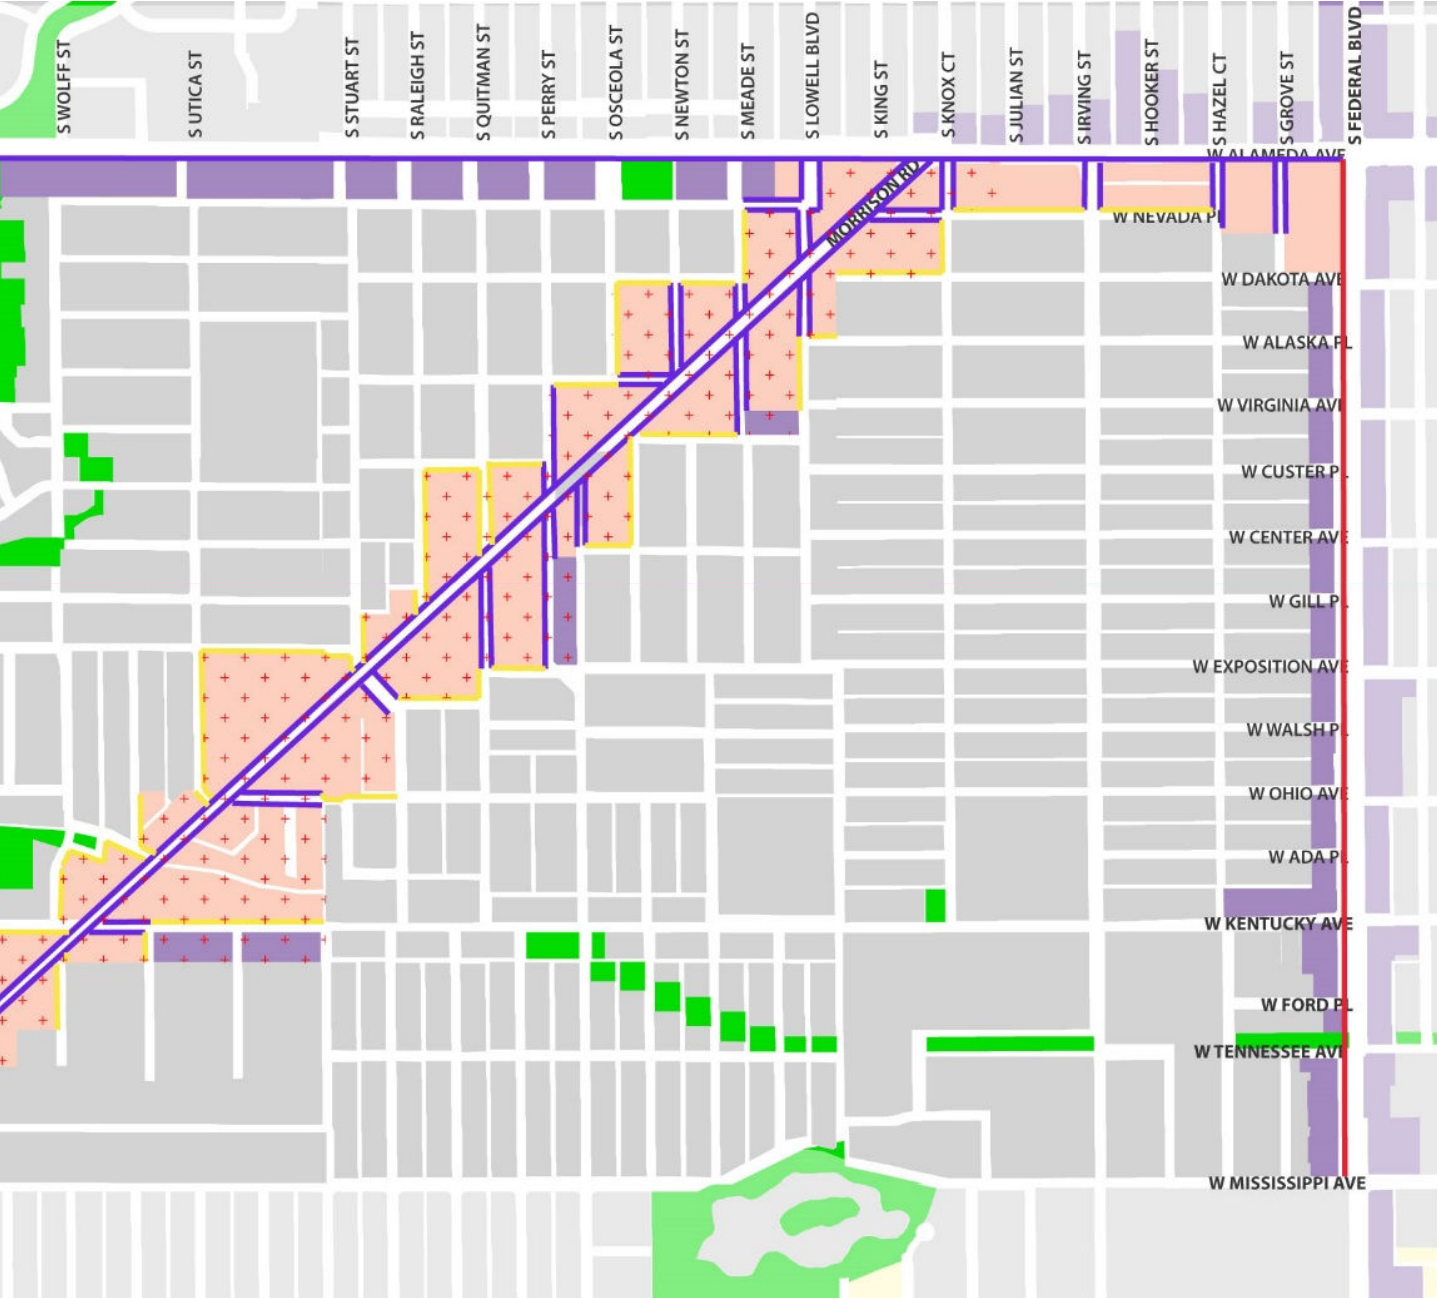 S WOLFF ST
S UTICA ST
S STUART ST
S RALEIGH ST
S QUITMAN ST
S PERRY ST
S OSCEOLA ST
S NEWTON ST
S MEADE ST
S LOWELL BLVD
S KING ST
S KNOX CT
S JULIAN ST
S IRVING ST
S HOOKER ST
S HAZEL CT
S GROVE ST
S FEDERAL BLVD
W ALAMEDA AVE
MORRISON RD
W NEVADA PL
W DAKOTA AVE
W ALASKA PL
W VIRGINIA AVE
W CUSTER PL
W CENTER AVE
W GILL PL
W EXPOSITION AVE
W WALSH PL
W OHIO AVE
W ADA PL
W KENTUCKY AVE
W FORD PL
W TENNESSEE AVE
W MISSISSIPPI AVE